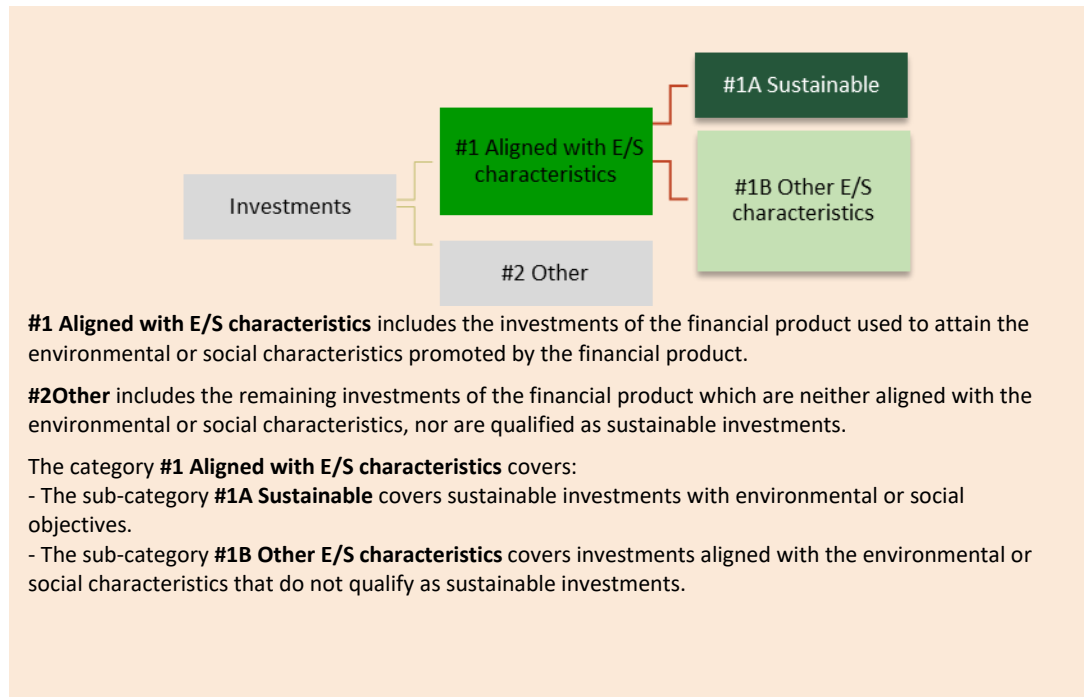 #1A Sustainable
#1 Aligned with E/S
characteristics
#1B Other E/S
characteristics
Investments
#2 Other
#1 Aligned with E/S characteristics includes the investments of the financial product used to attain the
environmental or social characteristics promoted by the financial product.
#2Other includes the remaining investments of the financial product which are neither aligned with the
environmental or social characteristics, nor are qualified as sustainable investments.
The category #1 Aligned with E/S characteristics covers:
- The sub-category #1A Sustainable covers sustainable investments with environmental or social
objectives.
- The sub-category #1B Other E/S characteristics covers investments aligned with the environmental or
social characteristics that do not qualify as sustainable investments.